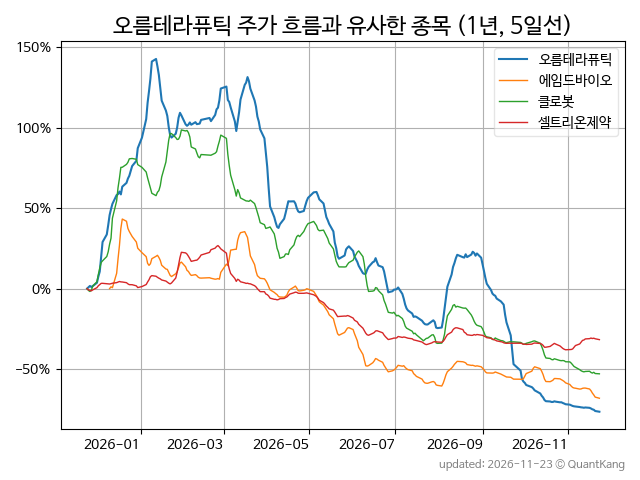 오름테라퓨틱 주가 흐름과 유사한 종목 (1년, 5일선)
150%
100%
50%
0%
−50%
오름테라퓨틱
에임드바이오
클로봇
셀트리온제약
2026-01
2026-03
2026-05
2026-07
2026-09
2026-11
updated: 2026-11-23 ⓒ QuantKang